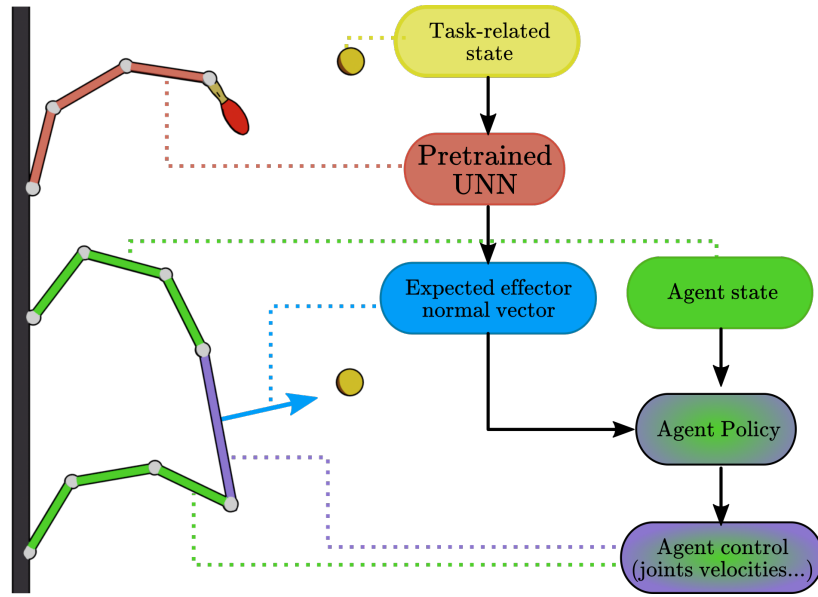 Task-related
state
Pretrained
UNN
Expected effector
normal vector
Agent state
Agent Policy
Agent control
(joints velocities...)